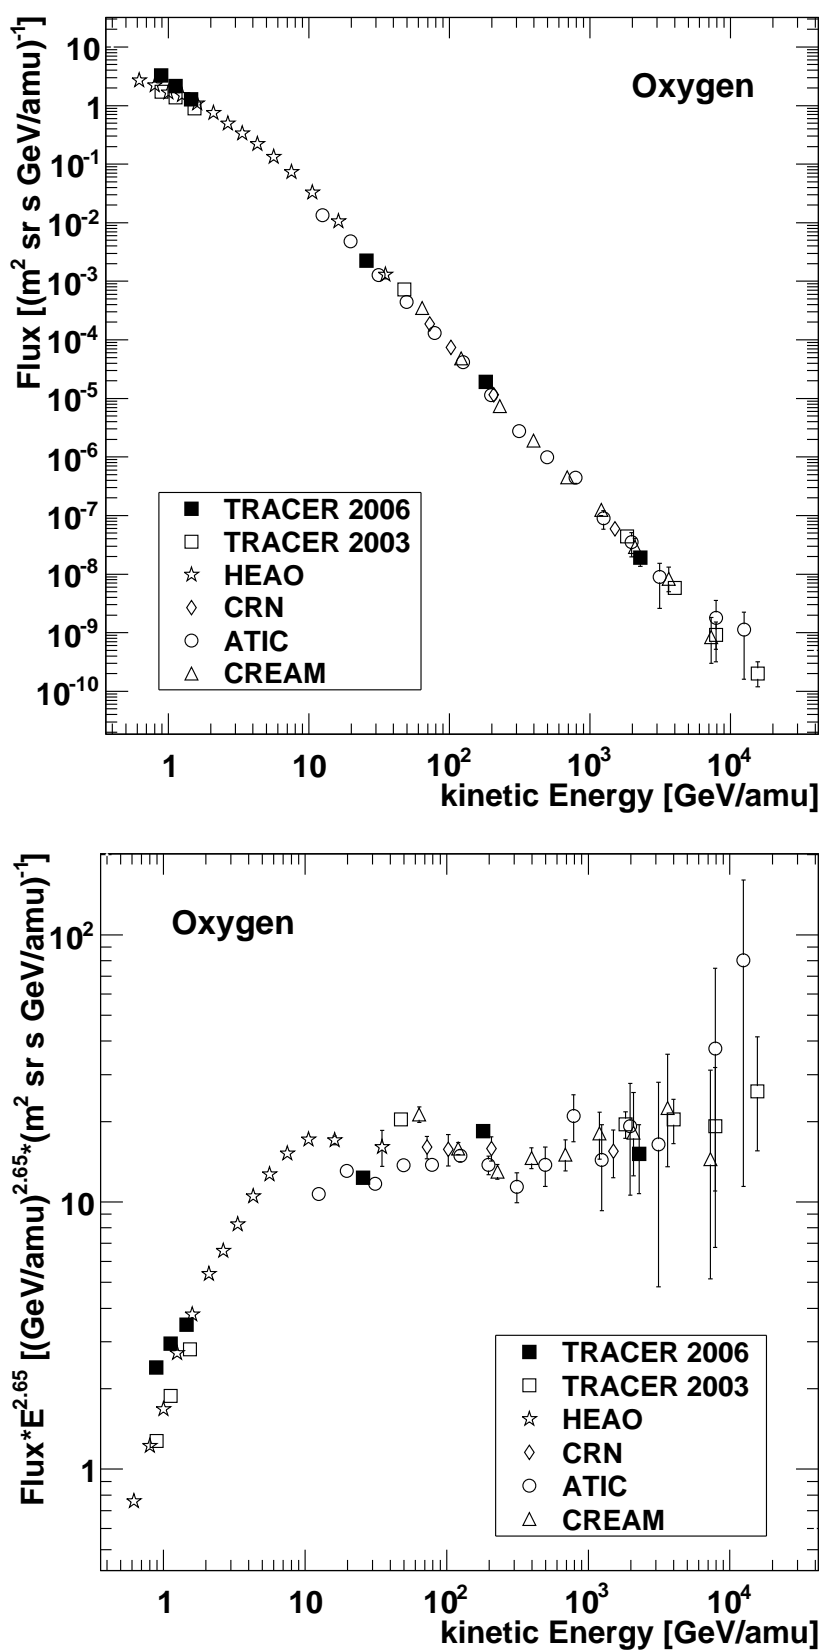 Oxygen
Flux [(m² sr s GeV/amu)⁻¹
10
1
10⁻¹
10⁻²
10⁻³
10⁻⁴
10⁻⁵
10⁻⁶
10⁻⁷
10⁻⁸
10⁻⁹
10⁻¹⁰
TRACER 2006
TRACER 2003
HEAO
CRN
ATIC
CREAM
1 10 10² 10³ 10⁴
kinetic Energy [GeV/amu]
Oxygen
Flux*E²·⁶⁵ [(GeV/amu)²·⁶⁵*(m² sr s GeV/amu)⁻¹]
10²
10
1
TRACER 2006
TRACER 2003
HEAO
CRN
ATIC
CREAM
1 10 10² 10³ 10⁴
kinetic Energy [GeV/amu]